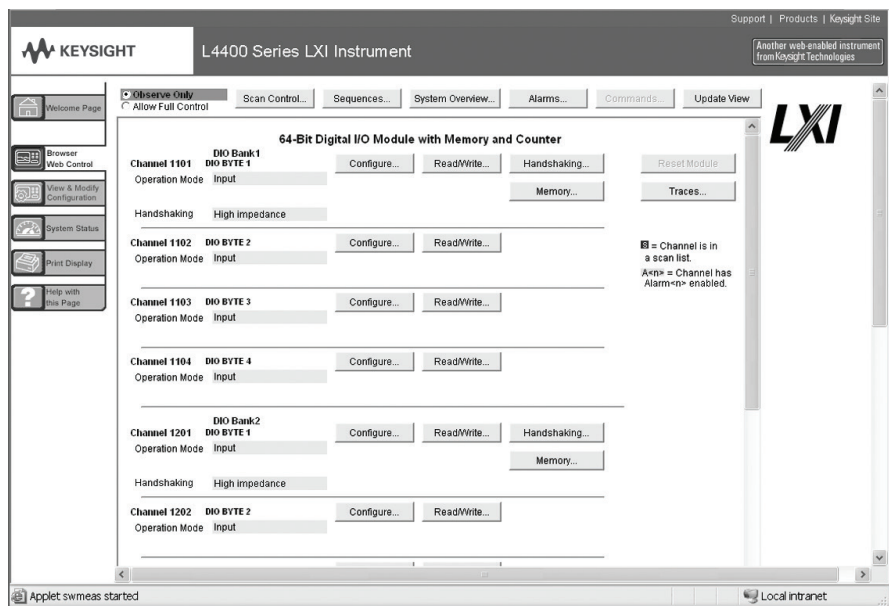 Support | Products | Keysight Site
KEYSIGHT
L4400 Series LXI Instrument
Another web-enabled instrument
from Keysight Technologies
Welcome Page
Browser
Web Control
View & Modify
Configuration
System Status
Print Display
Help with
this Page
Observe Only
Allow Full Control
Scan Control...
Sequences...
System Overview...
Alarms...
Commands...
Update View
LXI
64-Bit Digital I/O Module with Memory and Counter
DIO Bank1
Channel 1101 DIO BYTE 1 Configure... Read/Write... Handshaking... Reset Module
Operation Mode Input Memory... Traces...
Handshaking High impedance
Channel 1102 DIO BYTE 2 Configure... Read/Write...
Operation Mode Input
S = Channel is in
a scan list.
A<n> = Channel has
Alarm<n> enabled.
Channel 1103 DIO BYTE 3 Configure... Read/Write...
Operation Mode Input
Channel 1104 DIO BYTE 4 Configure... Read/Write...
Operation Mode Input
DIO Bank2
Channel 1201 DIO BYTE 1 Configure... Read/Write... Handshaking...
Operation Mode Input Memory...
Handshaking High impedance
Channel 1202 DIO BYTE 2 Configure... Read/Write...
Operation Mode Input
Applet swmeas started
Local intranet